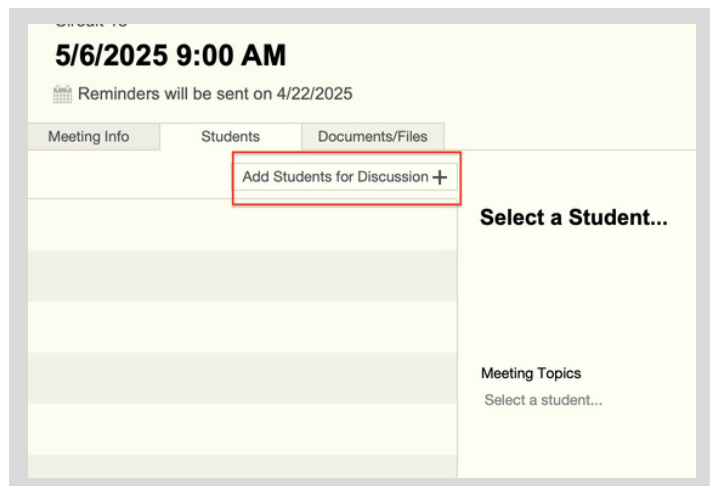 5/6/2025 9:00 AM
Reminders will be sent on 4/22/2025
Meeting Info
Students
Documents/Files
Add Students for Discussion +
Select a Student...
Meeting Topics
Select a student...